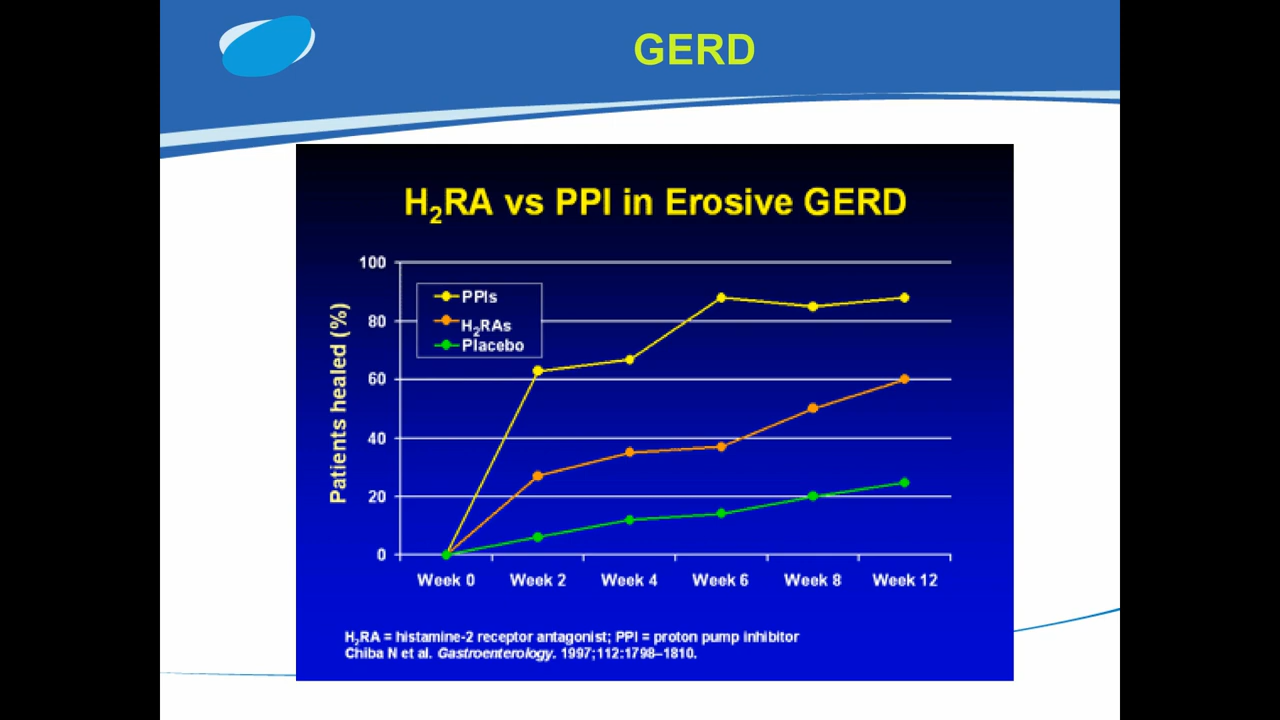 GERD
H₂RA vs PPI in Erosive GERD
Patients healed (%)
100
80
60
40
20
0
PPIs
H₂RAs
Placebo
Week 0 Week 2 Week 4 Week 6 Week 8 Week 12
H₂RA = histamine-2 receptor antagonist; PPI = proton pump inhibitor
Chiba N et al. Gastroenterology. 1997;112:1798–1810.